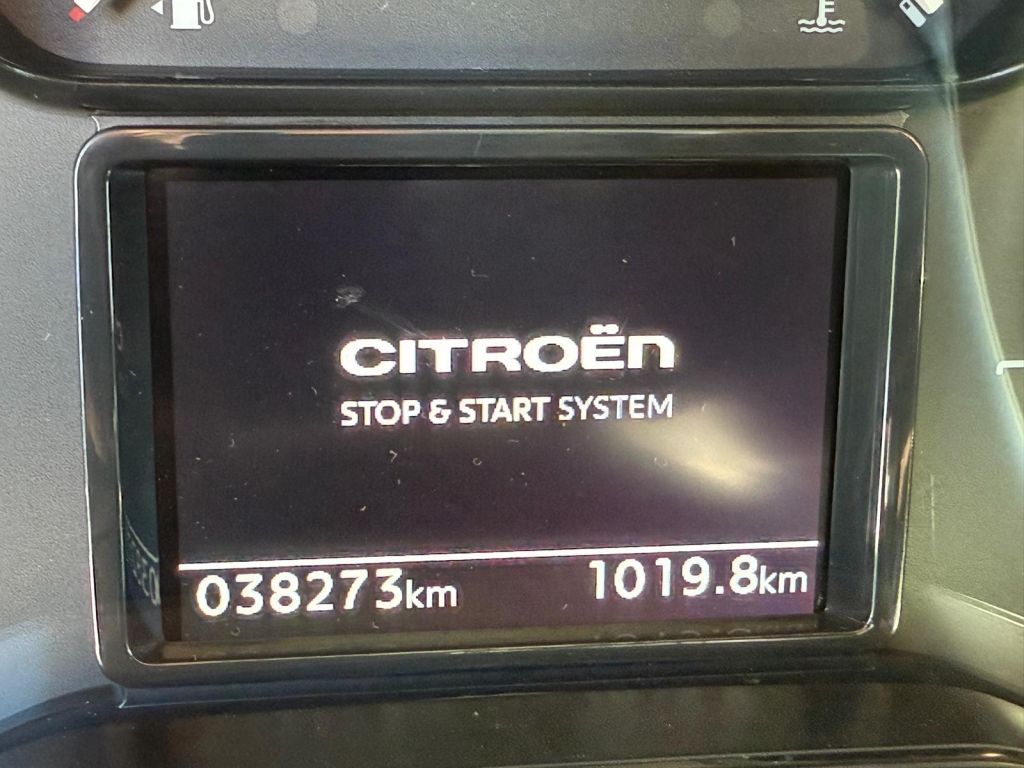 CITROËN
STOP & START SYSTEM
038273km 1019.8km